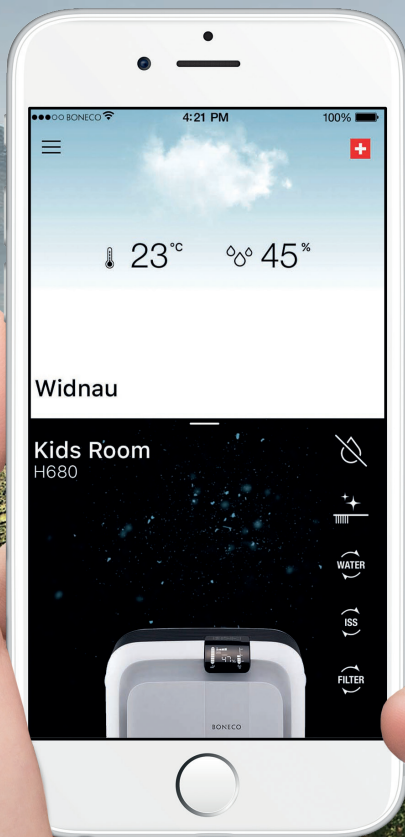 ●●●○○ BONECO 4:21 PM 100%
23°C 45%
Widnau
Kids Room
H680
WATER
ISS
FILTER
BONECO